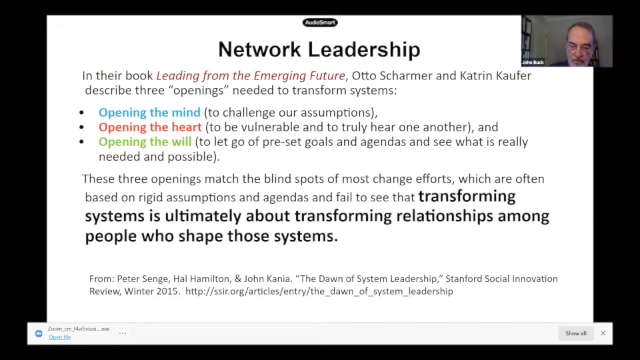 AudioSmart
Network Leadership
John Buck
In their book Leading from the Emerging Future, Otto Scharmer and Katrin Kaufer
describe three “openings” needed to transform systems:
• Opening the mind (to challenge our assumptions),
• Opening the heart (to be vulnerable and to truly hear one another), and
• Opening the will (to let go of pre-set goals and agendas and see what is really
needed and possible).
These three openings match the blind spots of most change efforts, which are often
based on rigid assumptions and agendas and fail to see that transforming
systems is ultimately about transforming relationships among
people who shape those systems.
From: Peter Senge, Hal Hamilton, & John Kania. “The Dawn of System Leadership,” Stanford Social Innovation
Review, Winter 2015. http://ssir.org/articles/entry/the_dawn_of_system_leadership
Open file
Show all